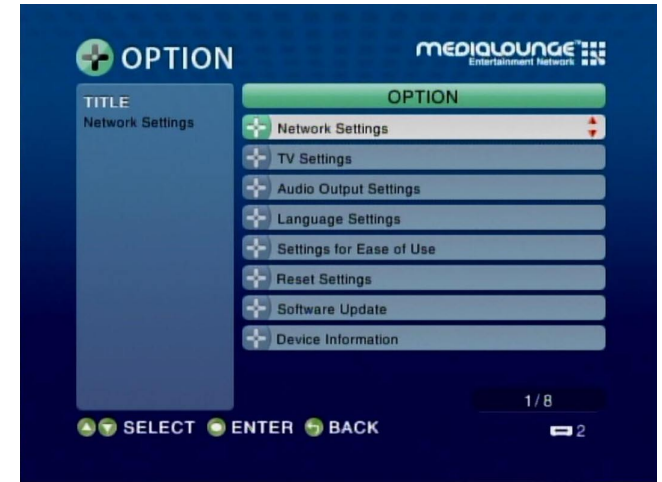 OPTION
MEDIALOUNGE™
Entertainment Network
TITLE
Network Settings
OPTION
Network Settings
TV Settings
Audio Output Settings
Language Settings
Settings for Ease of Use
Reset Settings
Software Update
Device Information
1/8
SELECT ENTER BACK
2